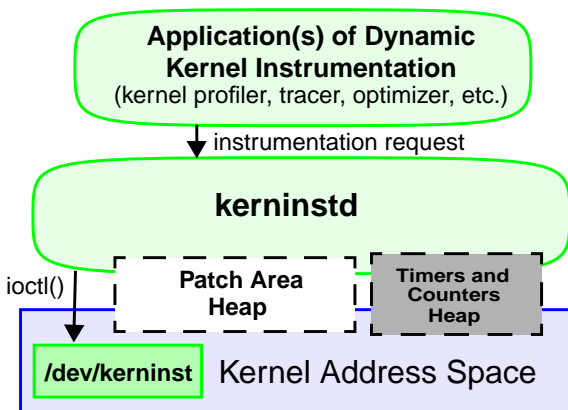 Application(s) of Dynamic
Kernel Instrumentation
(kernel profiler, tracer, optimizer, etc.)
instrumentation request
kerninstd
ioctl()
Patch Area
Heap
Timers and
Counters
Heap
/dev/kerninst
Kernel Address Space